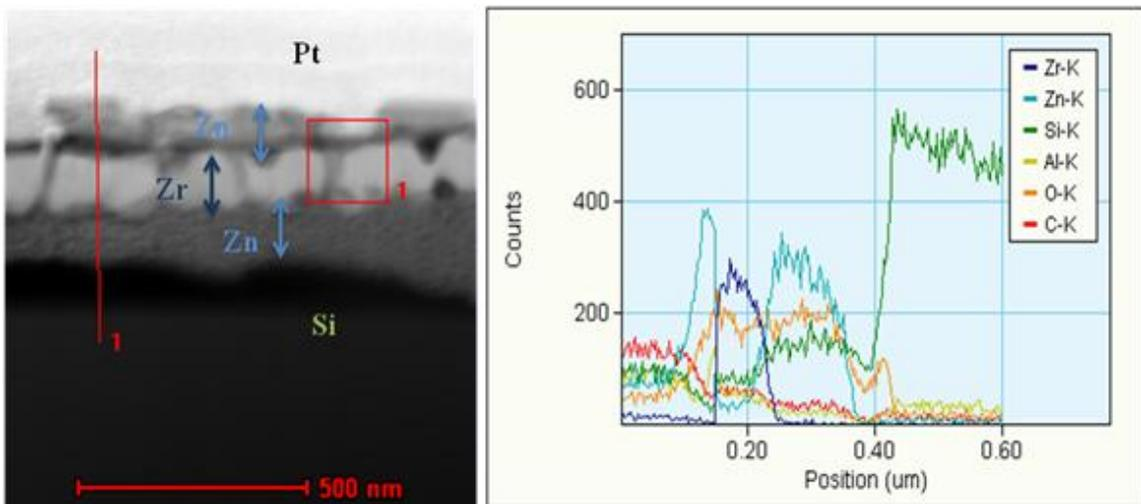 Pt
Zn
Zr
1
Zn
Si
1
500 nm
600
400
200
0
Counts
0.20
0.40
0.60
Position (um)
Zr-K
Zn-K
Si-K
Al-K
O-K
C-K